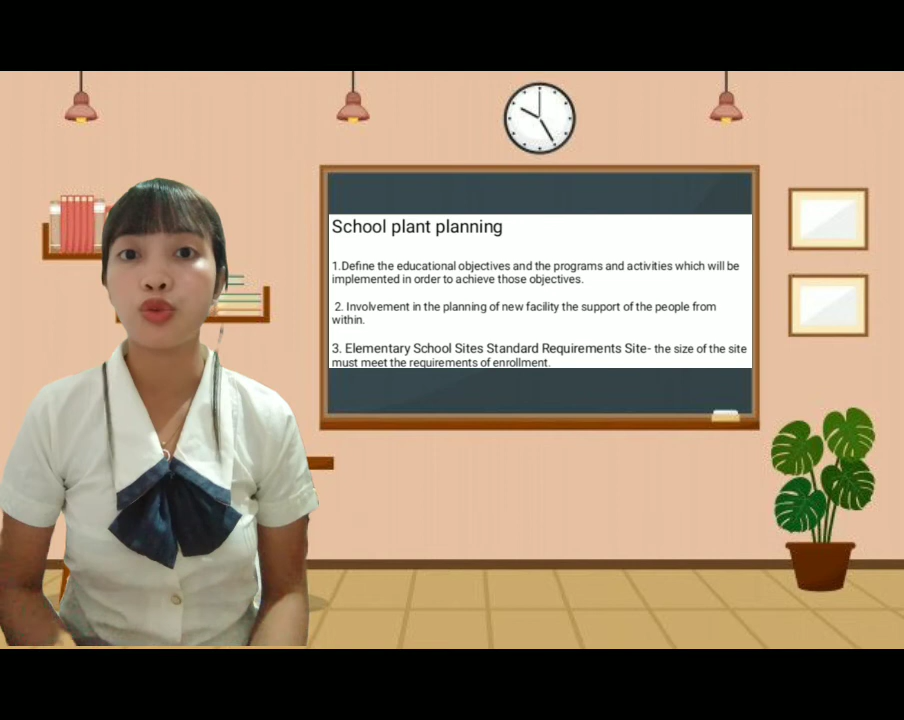 School plant planning
1.Define the educational objectives and the programs and activities which will be
implemented in order to achieve those objectives.
2. Involvement in the planning of new facility the support of the people from
within.
3. Elementary School Sites Standard Requirements Site- the size of the site
must meet the requirements of enrollment.